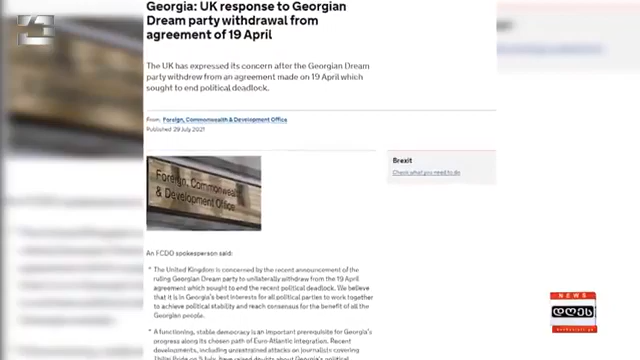 Georgia: UK response to Georgian
Dream party withdrawal from
agreement of 19 April
The UK has expressed its concern after the Georgian Dream
party withdrew from an agreement made on 19 April which
sought to end political deadlock.
From: Foreign, Commonwealth & Development Office
Published 29 July 2021
Brexit
Check what you need to do
Foreign, Commonwealth
& Development Office
An FCDO spokesperson said:
The United Kingdom is concerned by the recent announcement of the
ruling Georgian Dream party to unilaterally withdraw from the 19 April
agreement which sought to end the recent political deadlock. We believe
that it is in Georgia's best interests for all political parties to work together
to achieve political stability and reach consensus for the benefit of all the
Georgian people.
A functioning, stable democracy is an important prerequisite for Georgia's
progress along its chosen path of Euro Atlantic integration. Recent
developments, including unrestrained attacks on journalists covering
Tbilisi Pride on 5 July, have raised doubts about Georgia's political
NEWS
დღეს